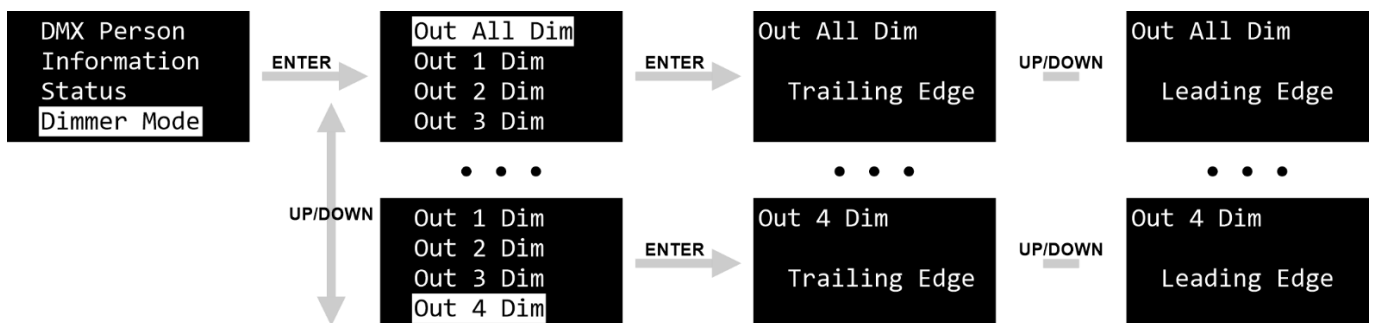 DMX Person
Information
Status
Dimmer Mode
ENTER
UP/DOWN
Out All Dim
Out 1 Dim
Out 2 Dim
Out 3 Dim
ENTER
Out All Dim
Trailing Edge
UP/DOWN
Out All Dim
Leading Edge
Out 1 Dim
Out 2 Dim
Out 3 Dim
Out 4 Dim
ENTER
Out 4 Dim
Trailing Edge
UP/DOWN
Out 4 Dim
Leading Edge